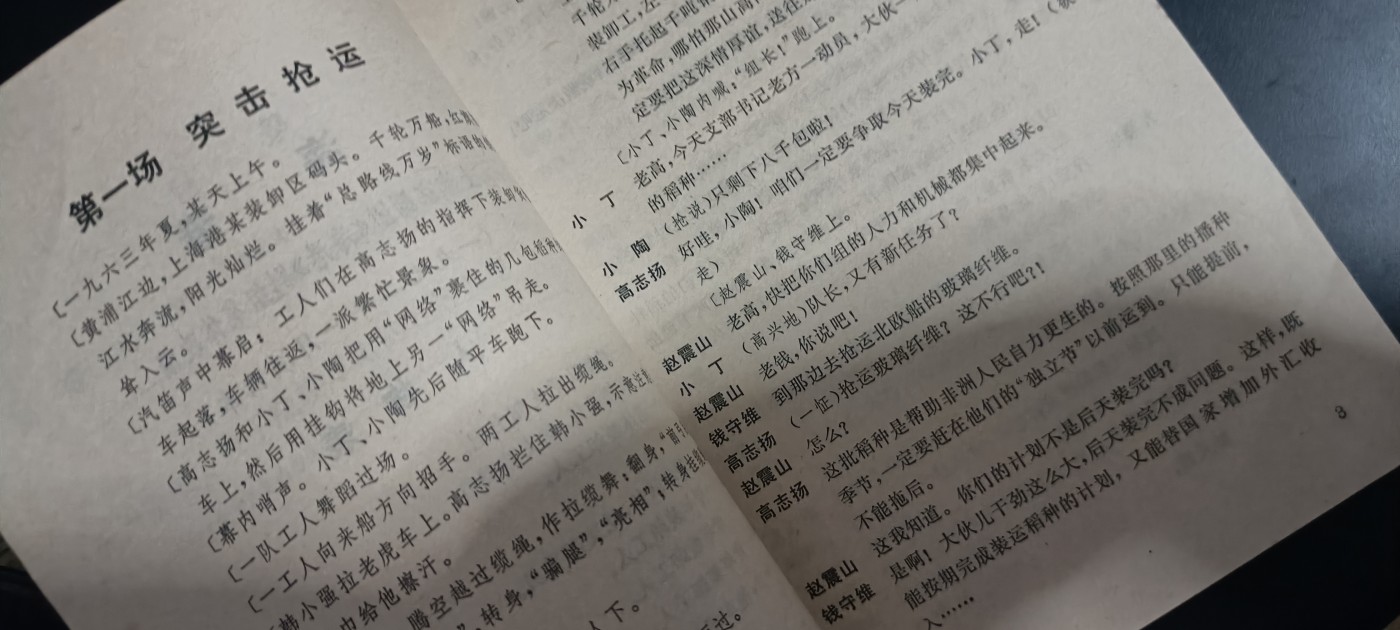 第一场 突击抢运
〔一九六三年夏，某天上午。
〔黄浦江边，上海港某装卸区码头。千轮万船，红旗
江水奔流，阳光灿烂。挂着“总路线万岁”标语的
耸入云。
〔汽笛声中幕启：工人们在高志扬的指挥下装卸
车起落，车辆往返，一派繁忙景象。
〔高志扬和小丁、小陶把用“网络”裹住的几包稻种
车上，然后用挂钩将地上另一“网络”吊走。
〔幕内哨声。小丁、小陶先后随平车跑下。
〔一队工人舞蹈过场。
〔一工人向来船方向招手。两工人拉出缆绳。
韩小强拉老虎车上。高志扬拦住韩小强，示意注
巾给他擦汗。
腾空越过缆绳，作拉缆舞：翻身，“前弓
，转身，“骗腿”，“亮相”；转身拉
人下。
过。
千轮万
装卸工，左
右手托起千吨
为革命，哪怕那山高
定要把这深情厚谊，送往
〔小丁、小陶内喊：“组长！”跑上。
老高，今天支部书记老方一动员，大伙一
的稻种……
小丁 （抢说）只剩下八千包啦！
小陶 好哇，小陶！咱们一定要争取今天装完。小丁，走！（欲
高志扬 走）
〔赵震山、钱守维上。
赵震山 老高，快把你们组的人力和机械都集中起来。
小丁 （高兴地）队长，又有新任务了？
赵震山 老钱，你说吧！
钱守维 到那边去抢运北欧船的玻璃纤维。
高志扬 （一怔）抢运玻璃纤维？这不行吧？！
赵震山 怎么？
高志扬 这批稻种是帮助非洲人民自力更生的。按照那里的播种
季节，一定要赶在他们的“独立节”以前运到。只能提前，
不能拖后。
赵震山 这我知道。你们的计划不是后天装完吗？
钱守维 是啊！大伙儿干劲这么大，后天装完不成问题。这样，既
能按期完成装运稻种的计划，又能替国家增加外汇收
入……
3